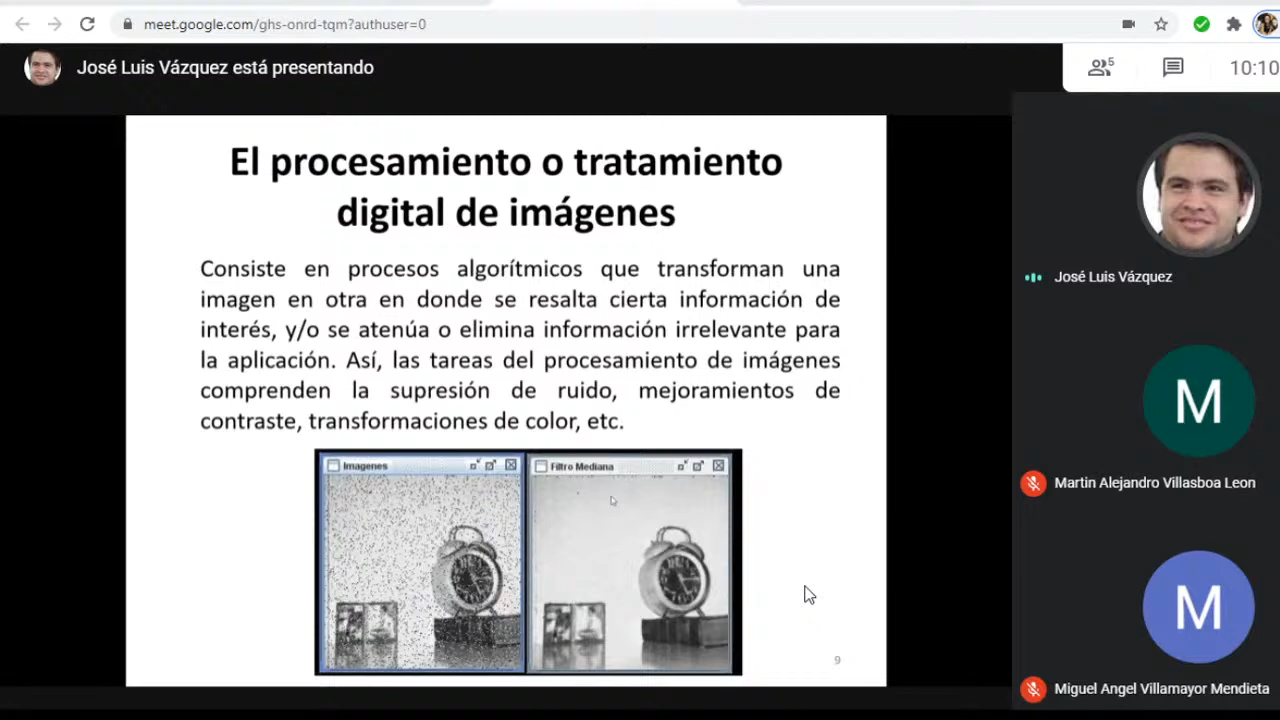 meet.google.com/ghs-onrd-tqm?authuser=0
José Luis Vázquez está presentando
5
10:10
El procesamiento o tratamiento
digital de imágenes
Consiste en procesos algorítmicos que transforman una
imagen en otra en donde se resalta cierta información de
interés, y/o se atenúa o elimina información irrelevante para
la aplicación. Así, las tareas del procesamiento de imágenes
comprenden la supresión de ruido, mejoramientos de
contraste, transformaciones de color, etc.
Imagenes
Filtro Mediana
9
José Luis Vázquez
M
Martin Alejandro Villasboa Leon
M
Miguel Angel Villamayor Mendieta